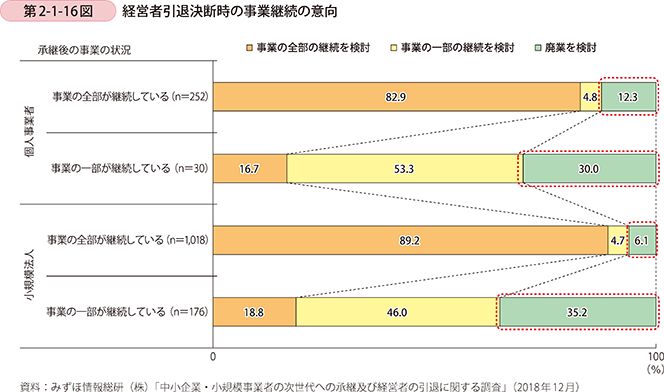 第2-1-16図 経営者引退決断時の事業継続の意向
承継後の事業の状況
事業の全部の継続を検討 事業の一部の継続を検討 廃業を検討
個人事業者
事業の全部が継続している(n=252) 82.9 4.8 12.3
事業の一部が継続している(n=30) 16.7 53.3 30.0
小規模法人
事業の全部が継続している(n=1,018) 89.2 4.7 6.1
事業の一部が継続している(n=176) 18.8 46.0 35.2
0 100
(%)
資料:みずほ情報総研(株)「中小企業・小規模事業者の次世代への承継及び経営者の引退に関する調査」(2018年12月)